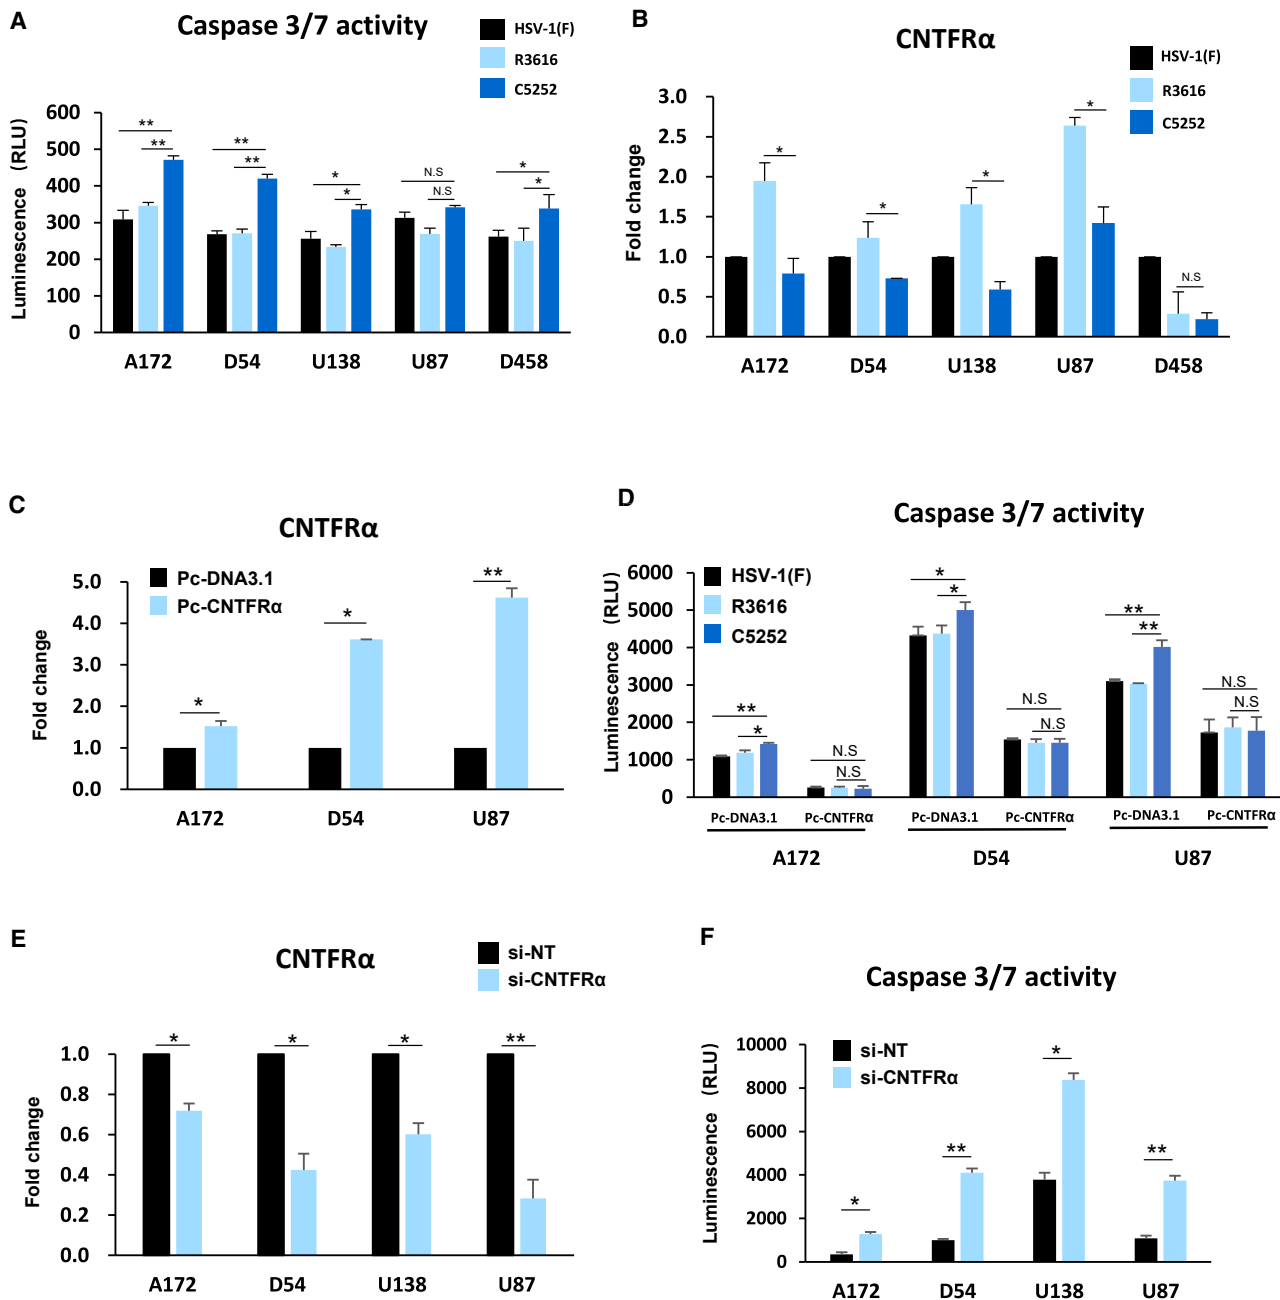 A
Caspase 3/7 activity
HSV-1(F)
R3616
C5252
Luminescence (RLU)
600
500
400
300
200
100
0
** ** ** ** * * N.S N.S * *
A172 D54 U138 U87 D458
B
CNTFRα
HSV-1(F)
R3616
C5252
Fold change
3.0
2.5
2.0
1.5
1.0
0.5
0.0
* * * * N.S
A172 D54 U138 U87 D458
C
CNTFRα
Pc-DNA3.1
Pc-CNTFRα
Fold change
5.0
4.0
3.0
2.0
1.0
0.0
* * **
A172 D54 U87
D
Caspase 3/7 activity
HSV-1(F)
R3616
C5252
Luminescence (RLU)
6000
5000
4000
3000
2000
1000
0
** * N.S N.S * * N.S N.S ** ** N.S N.S
Pc-DNA3.1 Pc-CNTFRα Pc-DNA3.1 Pc-CNTFRα Pc-DNA3.1 Pc-CNTFRα
A172 D54 U87
E
CNTFRα
si-NT
si-CNTFRα
Fold change
1.0
0.8
0.6
0.4
0.2
0.0
* * * **
A172 D54 U138 U87
F
Caspase 3/7 activity
si-NT
si-CNTFRα
Luminescence (RLU)
10000
8000
6000
4000
2000
0
* ** * **
A172 D54 U138 U87